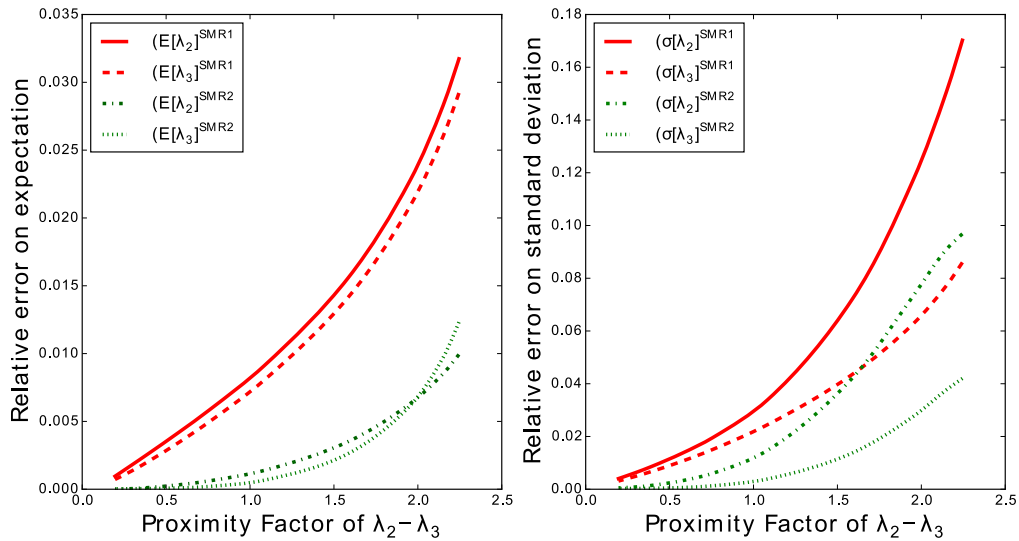 0.035
0.030
0.025
0.020
0.015
0.010
0.005
0.000
Relative error on expectation
(E[λ₂]^SMR1
(E[λ₃]^SMR1
(E[λ₂]^SMR2
(E[λ₃]^SMR2
0.0 0.5 1.0 1.5 2.0 2.5
Proximity Factor of λ₂−λ₃
0.18
0.16
0.14
0.12
0.10
0.08
0.06
0.04
0.02
0.00
Relative error on standard deviation
(σ[λ₂]^SMR1
(σ[λ₃]^SMR1
(σ[λ₂]^SMR2
(σ[λ₃]^SMR2
0.0 0.5 1.0 1.5 2.0 2.5
Proximity Factor of λ₂−λ₃